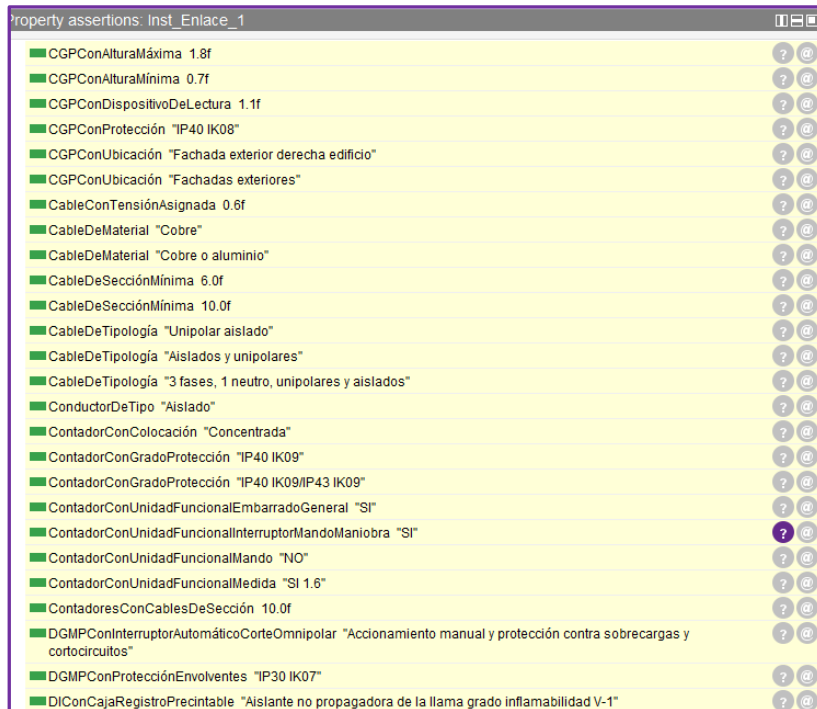 Property assertions: Inst_Enlace_1
CGPConAlturaMáxima 1.8f
CGPConAlturaMínima 0.7f
CGPConDispositivoDeLectura 1.1f
CGPConProtección "IP40 IK08"
CGPConUbicación "Fachada exterior derecha edificio"
CGPConUbicación "Fachadas exteriores"
CableConTensiónAsignada 0.6f
CableDeMaterial "Cobre"
CableDeMaterial "Cobre o aluminio"
CableDeSecciónMínima 6.0f
CableDeSecciónMínima 10.0f
CableDeTipología "Unipolar aislado"
CableDeTipología "Aislados y unipolares"
CableDeTipología "3 fases, 1 neutro, unipolares y aislados"
ConductorDeTipo "Aislado"
ContadorConColocación "Concentrada"
ContadorConGradoProtección "IP40 IK09"
ContadorConGradoProtección "IP40 IK09/IP43 IK09"
ContadorConUnidadFuncionalEmbarradoGeneral "SI"
ContadorConUnidadFuncionalInterruptorMandoManiobra "SI"
ContadorConUnidadFuncionalMando "NO"
ContadorConUnidadFuncionalMedida "SI 1.6"
ContadoresConCablesDeSección 10.0f
DGMPConInterruptorAutomáticoCorteOmnipolar "Accionamiento manual y protección contra sobrecargas y
cortocircuitos"
DGMPConProtecciónEnvolventes "IP30 IK07"
DIConCajaRegistroPrecintable "Aislante no propagadora de la llama grado inflamabilidad V-1"